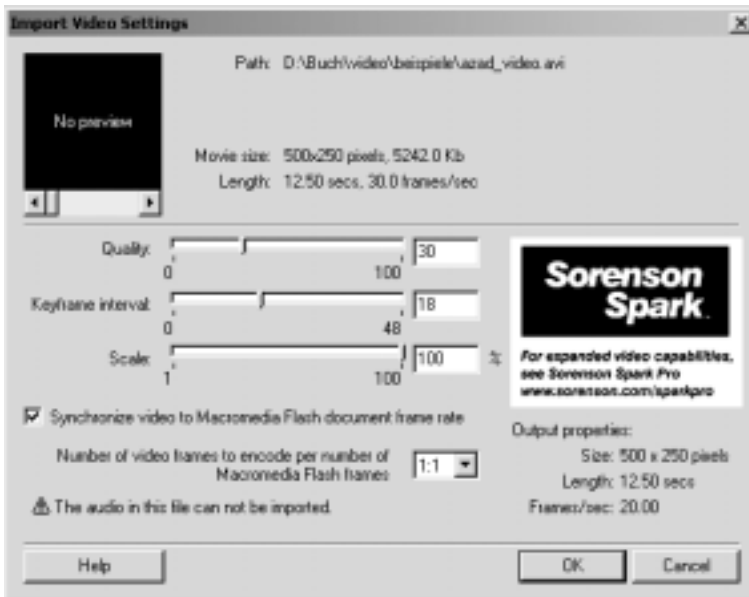 Import Video Settings
Path: D:\Buch\video\beispiele\azad_video.avi
No preview
Movie size: 500x250 pixels, 5242.0 Kb
Length: 12.50 secs, 30.0 frames/sec
Quality: 30
0 100
Keyframe interval: 18
0 48
Scale: 100 %
1 100
Sorenson
Spark
For expanded video capabilities,
see Sorenson Spark Pro
www.sorenson.com/sparkpro
Synchronize video to Macromedia Flash document frame rate
Number of video frames to encode per number of
Macromedia Flash frames
1:1
The audio in this file can not be imported.
Output properties:
Size: 500 x 250 pixels
Length: 12.50 secs
Frames/sec: 20.00
Help
OK
Cancel